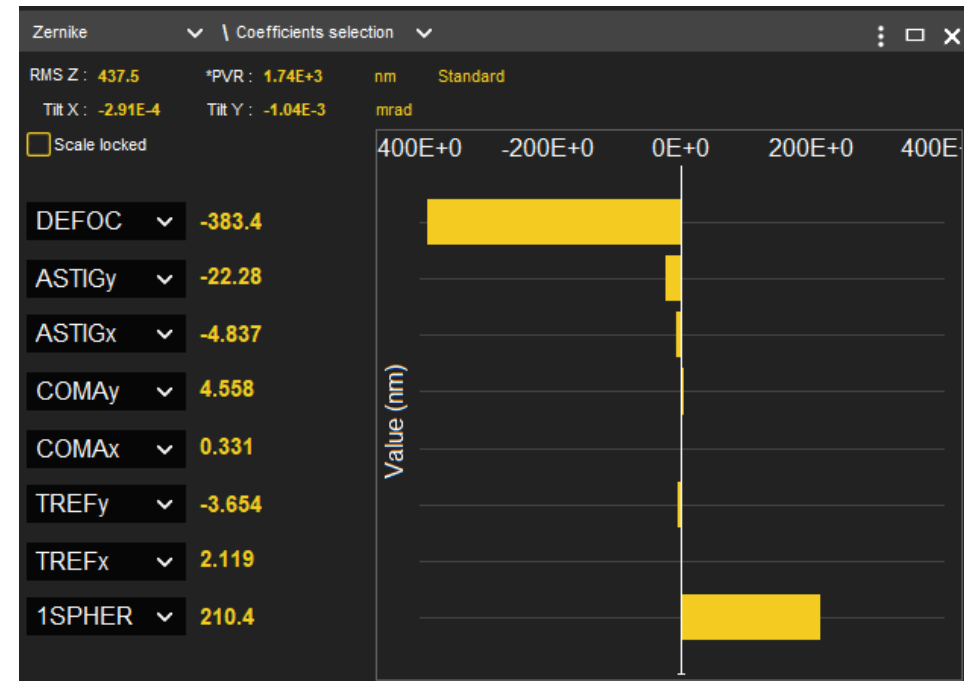 Zernike \ Coefficients selection
RMS Z : 437.5 *PVR : 1.74E+3 nm Standard
Tilt X : -2.91E-4 Tilt Y : -1.04E-3 mrad
Scale locked
400E+0 -200E+0 0E+0 200E+0 400E-
DEFOC -383.4
ASTIGy -22.28
ASTIGx -4.837
COMAy 4.558
COMAx 0.331
TREFy -3.654
TREFx 2.119
1SPHER 210.4
Value (nm)